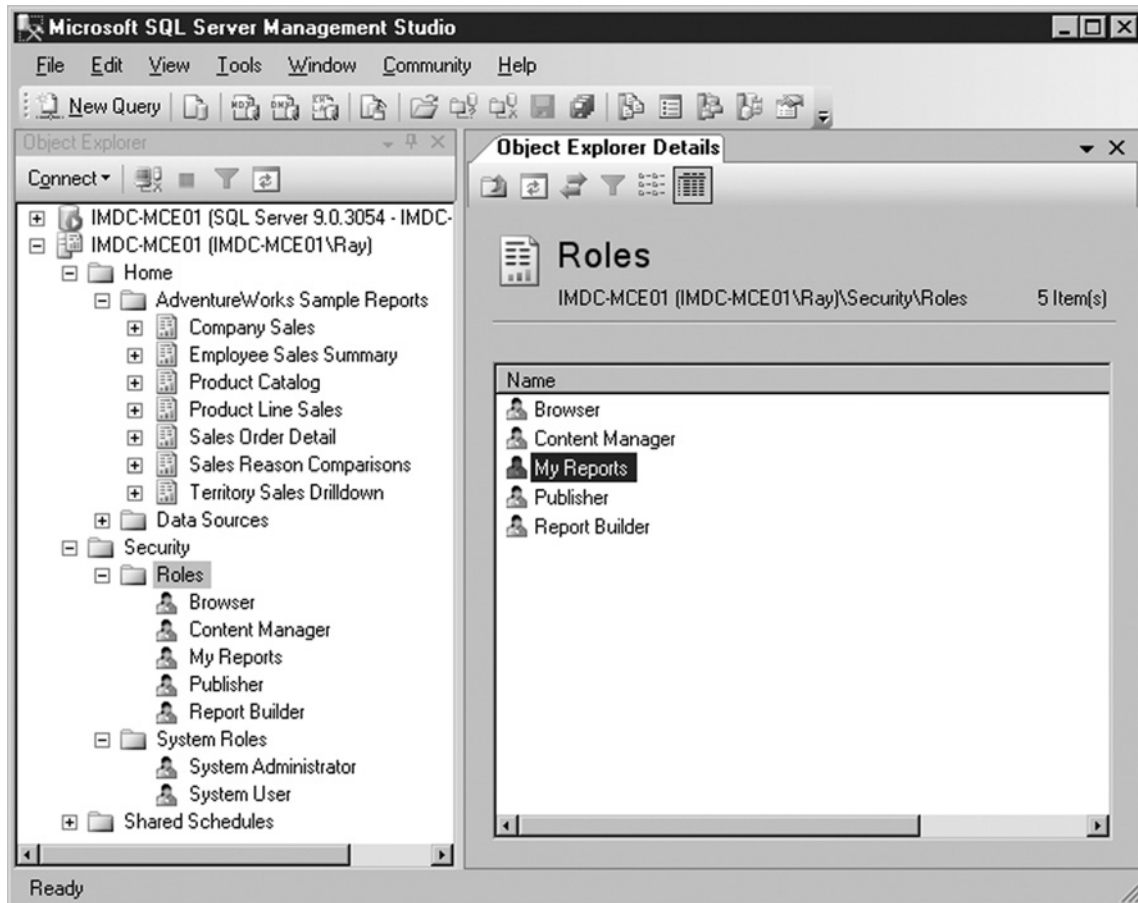 Microsoft SQL Server Management Studio
File Edit View Tools Window Community Help
New Query
Object Explorer
Connect
IMDC-MCE01 (SQL Server 9.0.3054 - IMDC-
IMDC-MCE01 (IMDC-MCE01\Ray)
Home
AdventureWorks Sample Reports
Company Sales
Employee Sales Summary
Product Catalog
Product Line Sales
Sales Order Detail
Sales Reason Comparisons
Territory Sales Drilldown
Data Sources
Security
Roles
Browser
Content Manager
My Reports
Publisher
Report Builder
System Roles
System Administrator
System User
Shared Schedules
Object Explorer Details
Roles
IMDC-MCE01 (IMDC-MCE01\Ray)\Security\Roles 5 Item(s)
Name
Browser
Content Manager
My Reports
Publisher
Report Builder
Ready